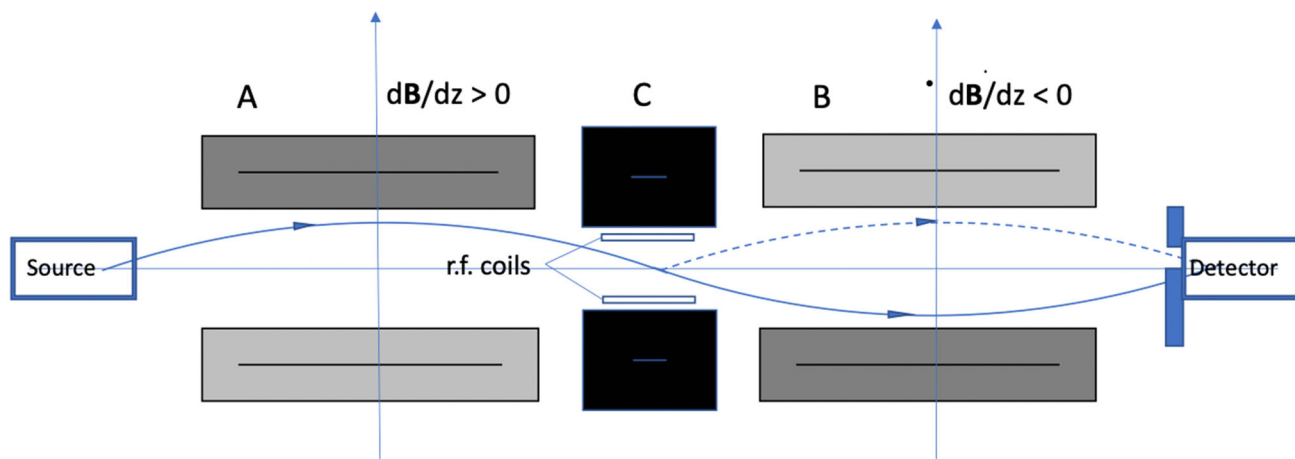 A
dB/dz > 0
C
B
dB/dz < 0
Source
r.f. coils
Detector